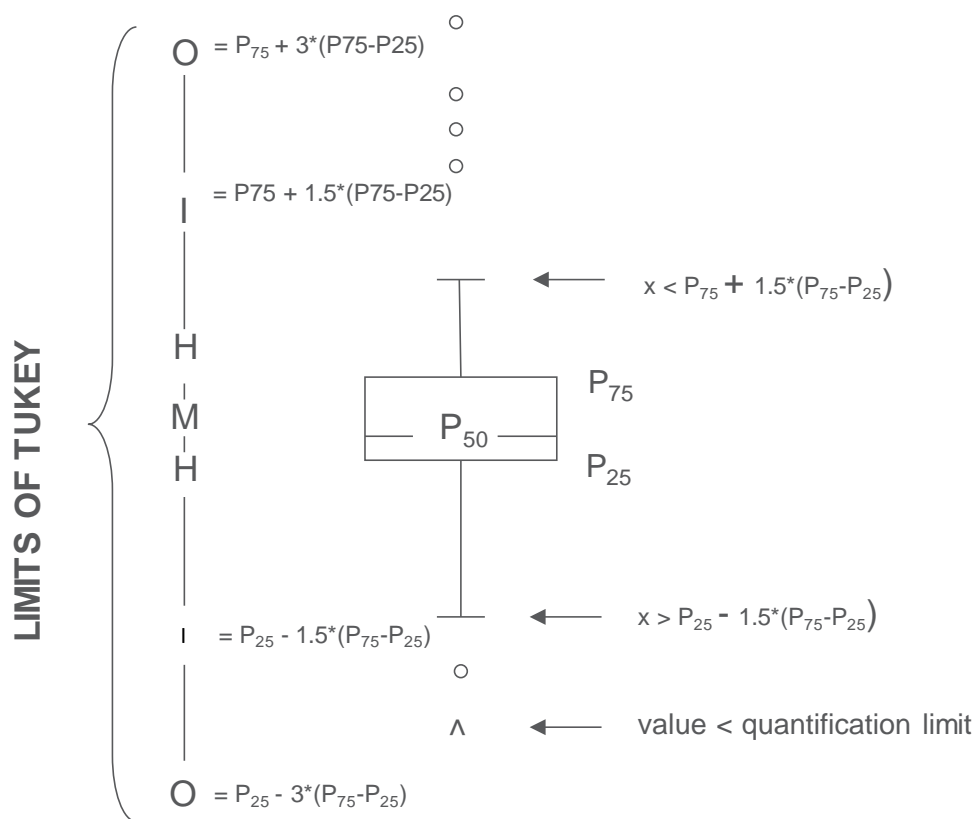 LIMITS OF TUKEY
O = P₇₅ + 3*(P75-P25)
I = P75 + 1.5*(P75-P25)
x < P₇₅ + 1.5*(P₇₅-P₂₅)
H
P₇₅
M
P₅₀
H
P₂₅
x > P₂₅ - 1.5*(P₇₅-P₂₅)
I = P₂₅ - 1.5*(P₇₅-P₂₅)
^ value < quantification limit
O = P₂₅ - 3*(P₇₅-P₂₅)